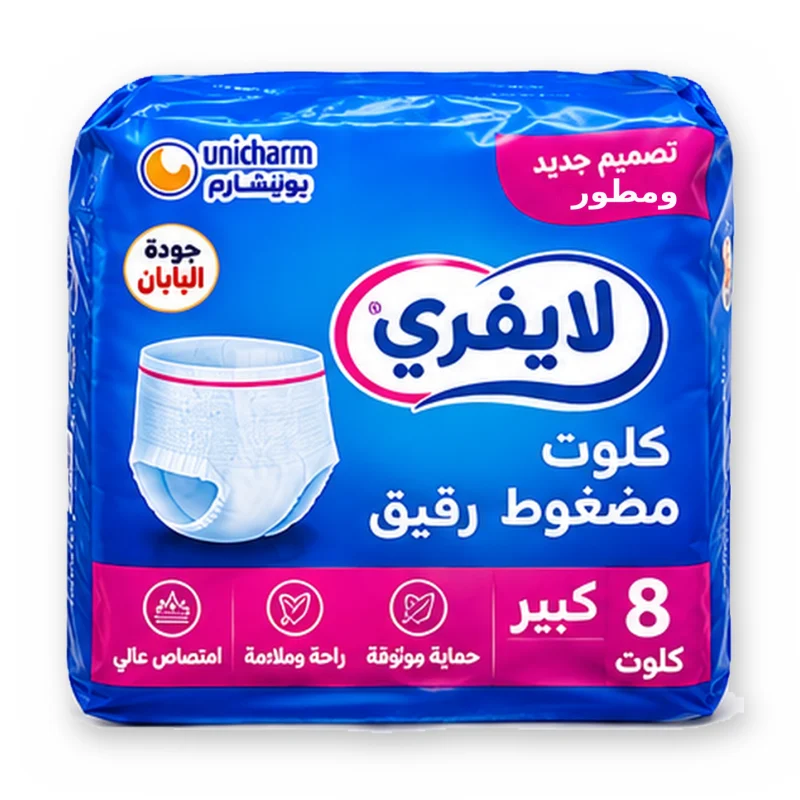 unicharm
يونيشارم
تصميم جديد
ومطور
جودة
اليابان
لايفري
كلوت
مضغوط رقيق
8
كلوت
كبير
حماية موثوقة
راحة وملائمة
امتصاص عالي